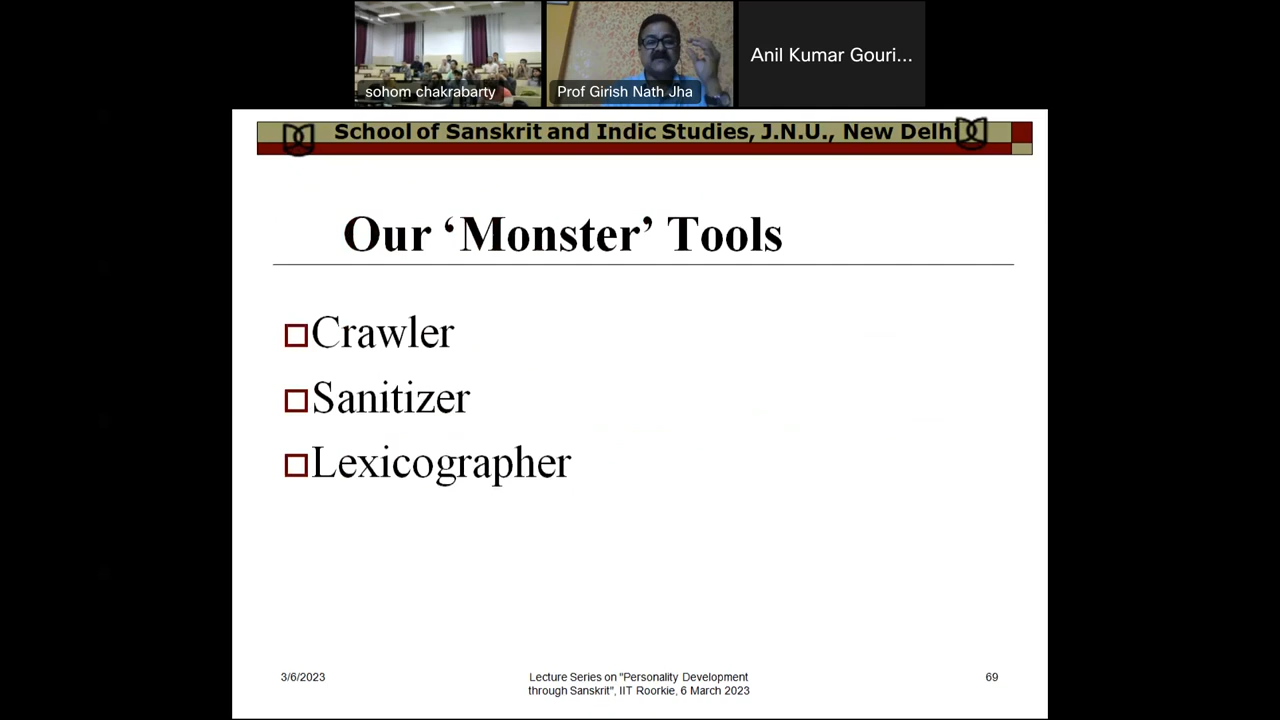 sohom chakrabarty
Prof Girish Nath Jha
Anil Kumar Gouri...
School of Sanskrit and Indic Studies, J.N.U., New Delhi
Our ‘Monster’ Tools
Crawler
Sanitizer
Lexicographer
3/6/2023
Lecture Series on "Personality Development
through Sanskrit", IIT Roorkie, 6 March 2023
69